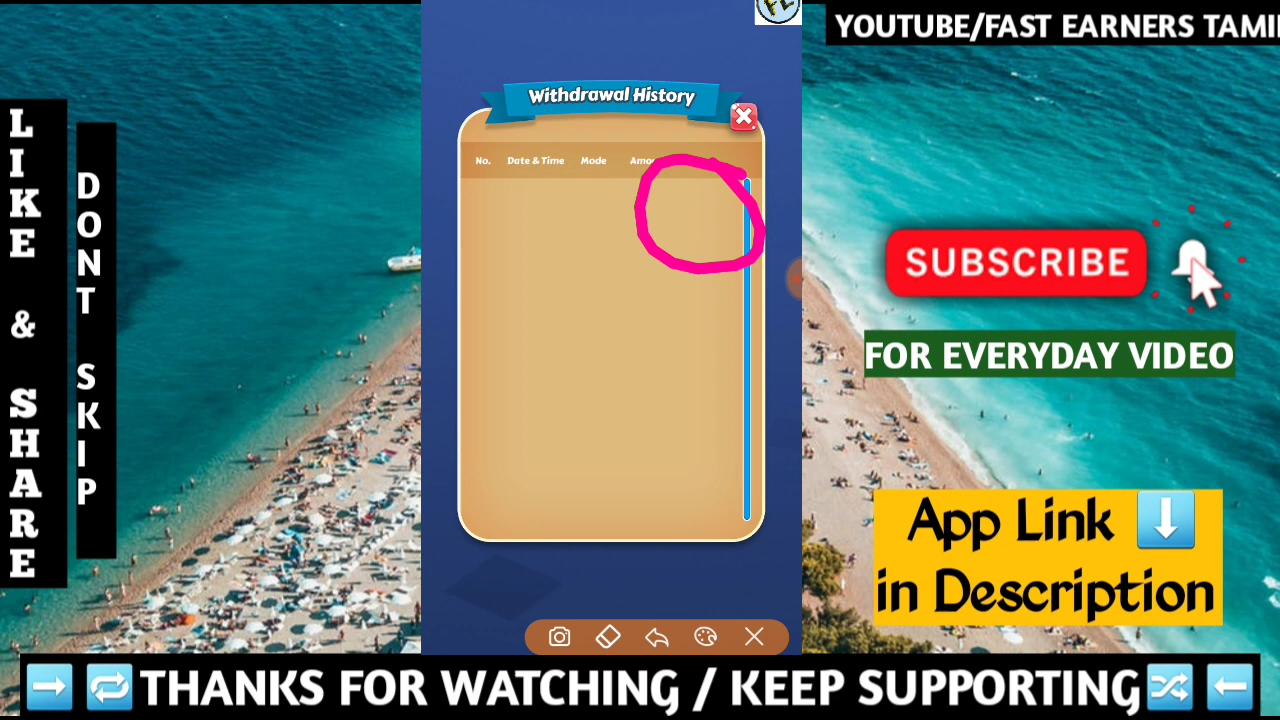 YOUTUBE/FAST EARNERS
LIKE & SHARE
DONT SKIP
Withdrawal History
No. Date & Time Mode
SUBSCRIBE
FOR EVERYDAY VIDEO
App Link ⬇️
in Description
➡️ 🔁 THANKS FOR WATCHING / KEEP SUPPORTING 🔀 ⬅️